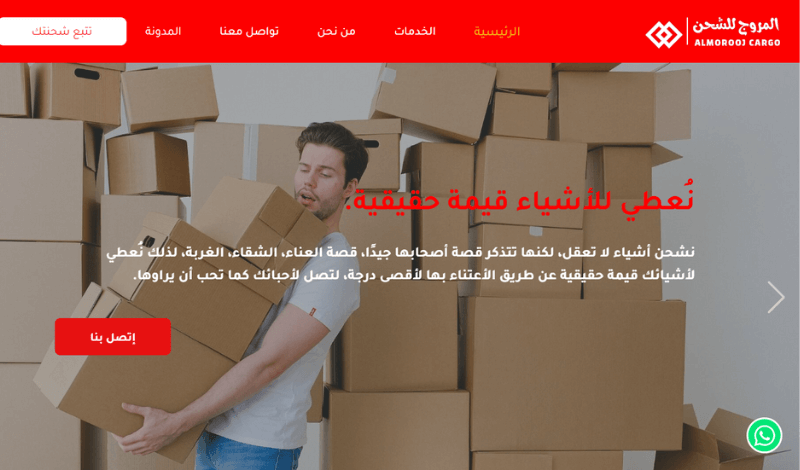 المروج للشحن
ALMOROOJ CARGO
الرئيسية
الخدمات
من نحن
تواصل معنا
المدونة
تتبع شحنتك
نُعطي للأشياء قيمة حقيقية.
نشحن أشياء لا تعقل، لكنها تتذكر قصة أصحابها جيدًا، قصة العناء، الشقاء، الغربة، لذلك نُعطي
لأشيائك قيمة حقيقية عن طريق الأعتناء بها لأقصى درجة، لتصل لأحبائك كما تحب أن يراوها.
إتصل بنا